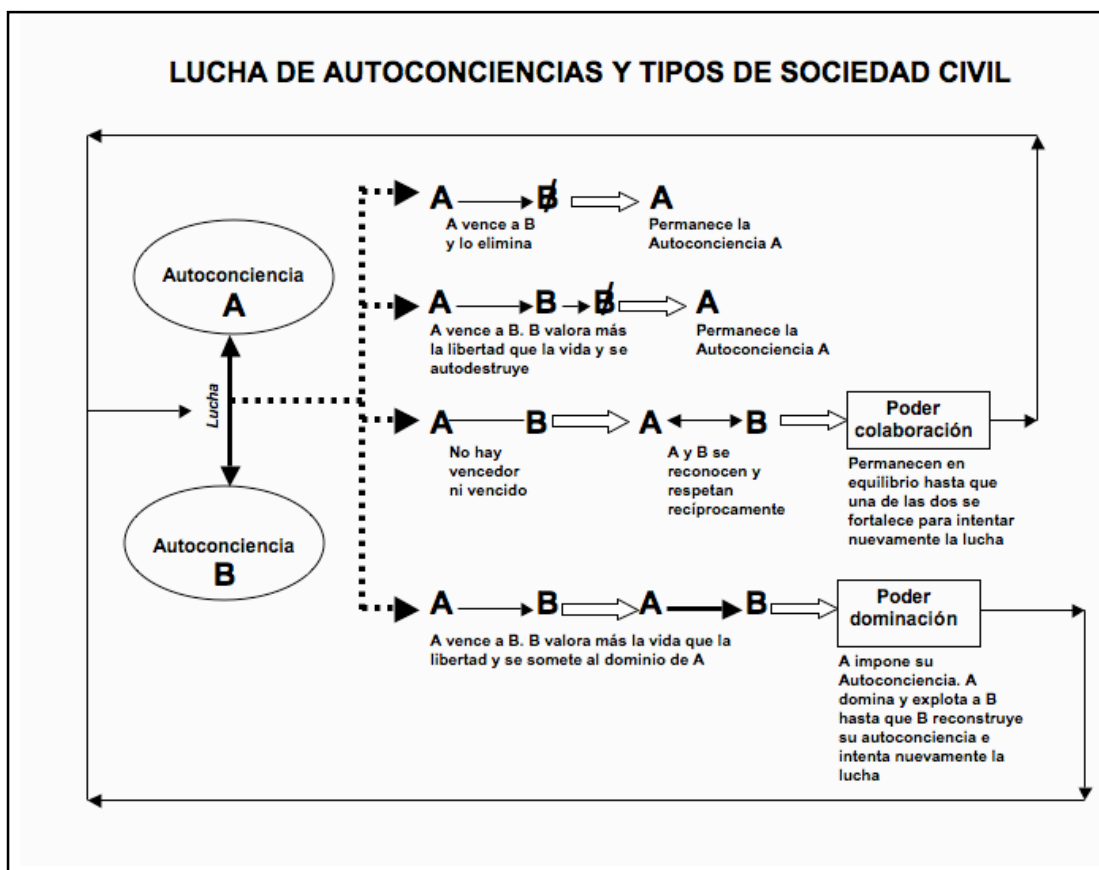 LUCHA DE AUTOCONCIENCIAS Y TIPOS DE SOCIEDAD CIVIL
Autoconciencia
A
Lucha
Autoconciencia
B
A B A
A vence a B
y lo elimina
Permanece la
Autoconciencia A
A B B A
A vence a B. B valora más
la libertad que la vida y se
autodestruye
Permanece la
Autoconciencia A
A B A B
No hay
vencedor
ni vencido
A y B se
reconocen y
respetan
recíprocamente
Poder
colaboración
Permanecen en
equilibrio hasta que
una de las dos se
fortalece para intentar
nuevamente la lucha
A B A B
A vence a B. B valora más la vida que la
libertad y se somete al dominio de A
Poder
dominación
A impone su
Autoconciencia. A
domina y explota a B
hasta que B reconstruye
su autoconciencia e
intenta nuevamente la
lucha